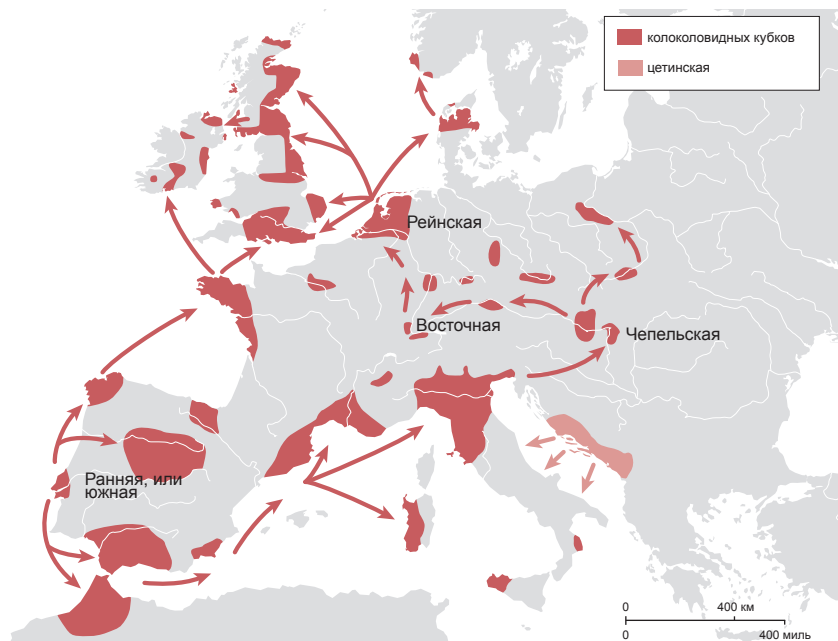 колоколовидных кубков
цетинская
Рейнская
Восточная
Чепельская
Ранняя, или
южная
0 400 км
0 400 миль